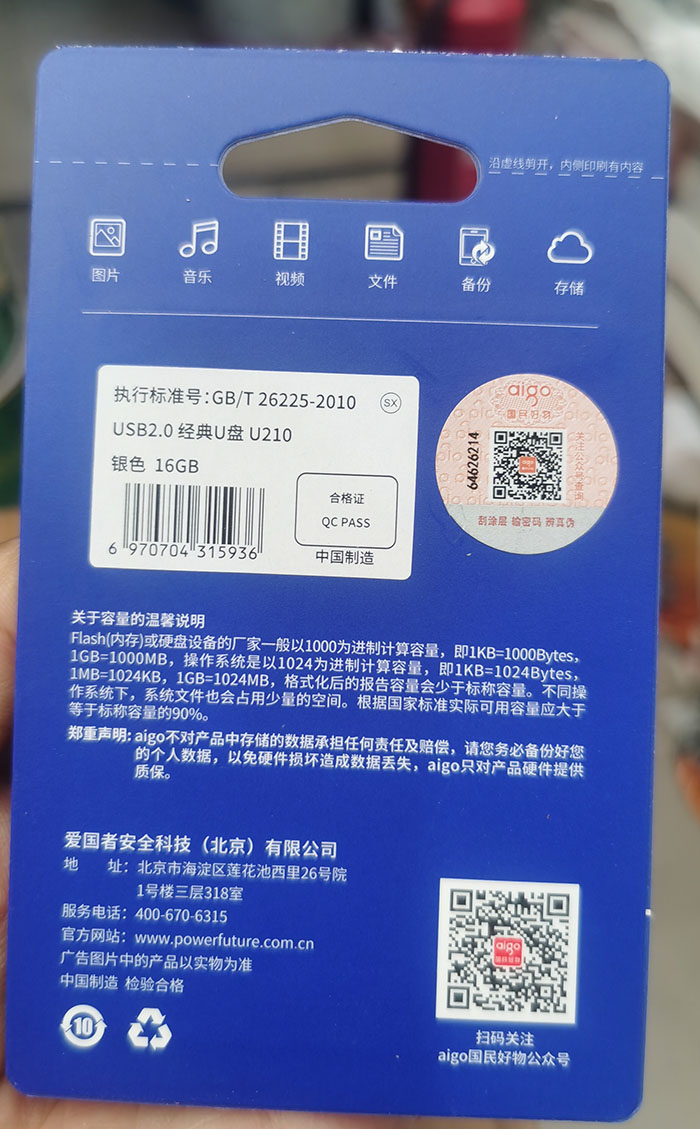 沿虚线剪开，内侧印刷有内容
图片 音乐 视频 文件 备份 存储
执行标准号：GB/T 26225-2010
SX
USB2.0 经典U盘 U210
银色 16GB
合格证
QC PASS
6 970704 315936
中国制造
aigo
国民好物
64626214
关注公众号查询
刮涂层 输密码 辨真伪
关于容量的温馨说明
Flash(内存)或硬盘设备的厂家一般以1000为进制计算容量，即1KB=1000Bytes，
1GB=1000MB，操作系统是以1024为进制计算容量，即1KB=1024Bytes，
1MB=1024KB，1GB=1024MB，格式化后的报告容量会少于标称容量。不同操
作系统下，系统文件也会占用少量的空间。根据国家标准实际可用容量应大于
等于标称容量的90%。
郑重声明：aigo不对产品中存储的数据承担任何责任及赔偿，请您务必备份好您
的个人数据，以免硬件损坏造成数据丢失，aigo只对产品硬件提供
质保。
爱国者安全科技（北京）有限公司
地 址：北京市海淀区莲花池西里26号院
1号楼三层318室
服务电话：400-670-6315
官方网站：www.powerfuture.com.cn
广告图片中的产品以实物为准
中国制造 检验合格
10
aigo
国民好物
扫码关注
aigo国民好物公众号